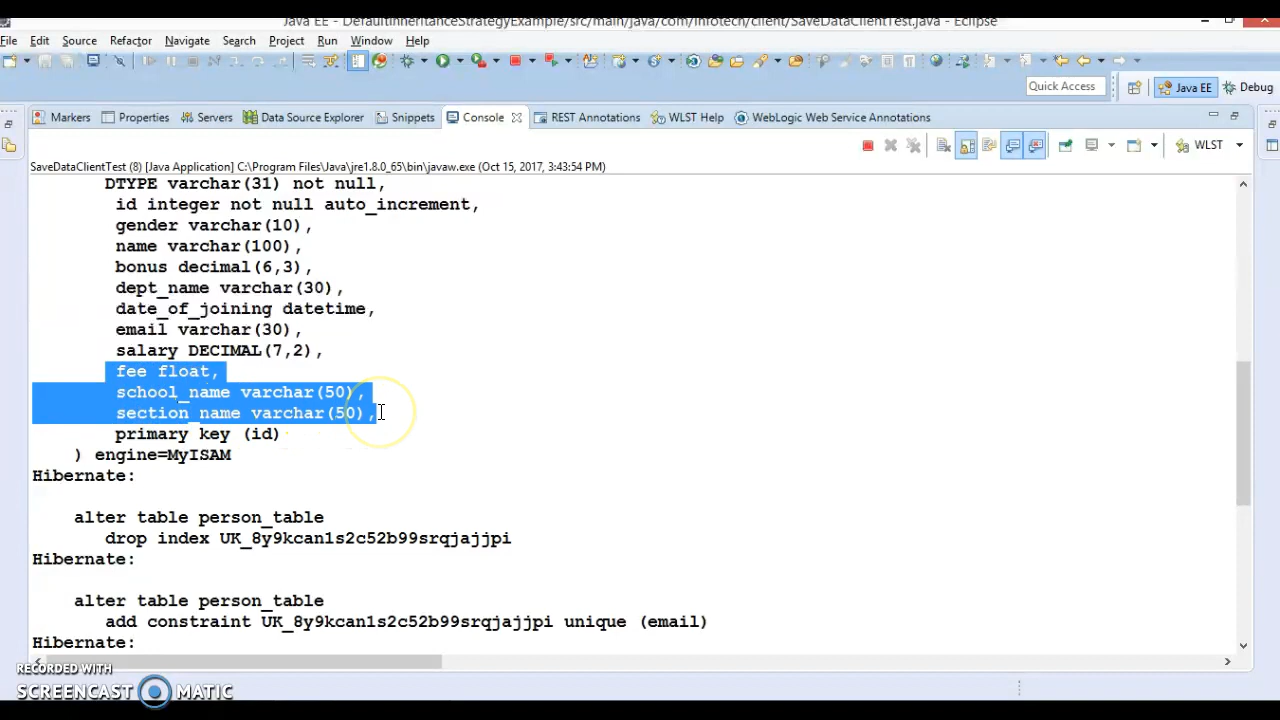 Java EE - DefaultInheritanceStrategyExample/src/main/java/com/infotech/client/SaveDataClientTest.java - Eclipse
File Edit Source Refactor Navigate Search Project Run Window Help
Quick Access Java EE Debug
Markers Properties Servers Data Source Explorer Snippets Console REST Annotations WLST Help WebLogic Web Service Annotations
WLST
SaveDataClientTest (8) [Java Application] C:\Program Files\Java\jre1.8.0_65\bin\javaw.exe (Oct 15, 2017, 3:43:54 PM)
DTYPE varchar(31) not null,
id integer not null auto_increment,
gender varchar(10),
name varchar(100),
bonus decimal(6,3),
dept_name varchar(30),
date_of_joining datetime,
email varchar(30),
salary DECIMAL(7,2),
fee float,
school_name varchar(50),
section_name varchar(50),
primary key (id)
) engine=MyISAM
Hibernate:
alter table person_table
drop index UK_8y9kcan1s2c52b99srqjajjpi
Hibernate:
alter table person_table
add constraint UK_8y9kcan1s2c52b99srqjajjpi unique (email)
Hibernate:
RECORDED WITH
SCREENCAST MATIC